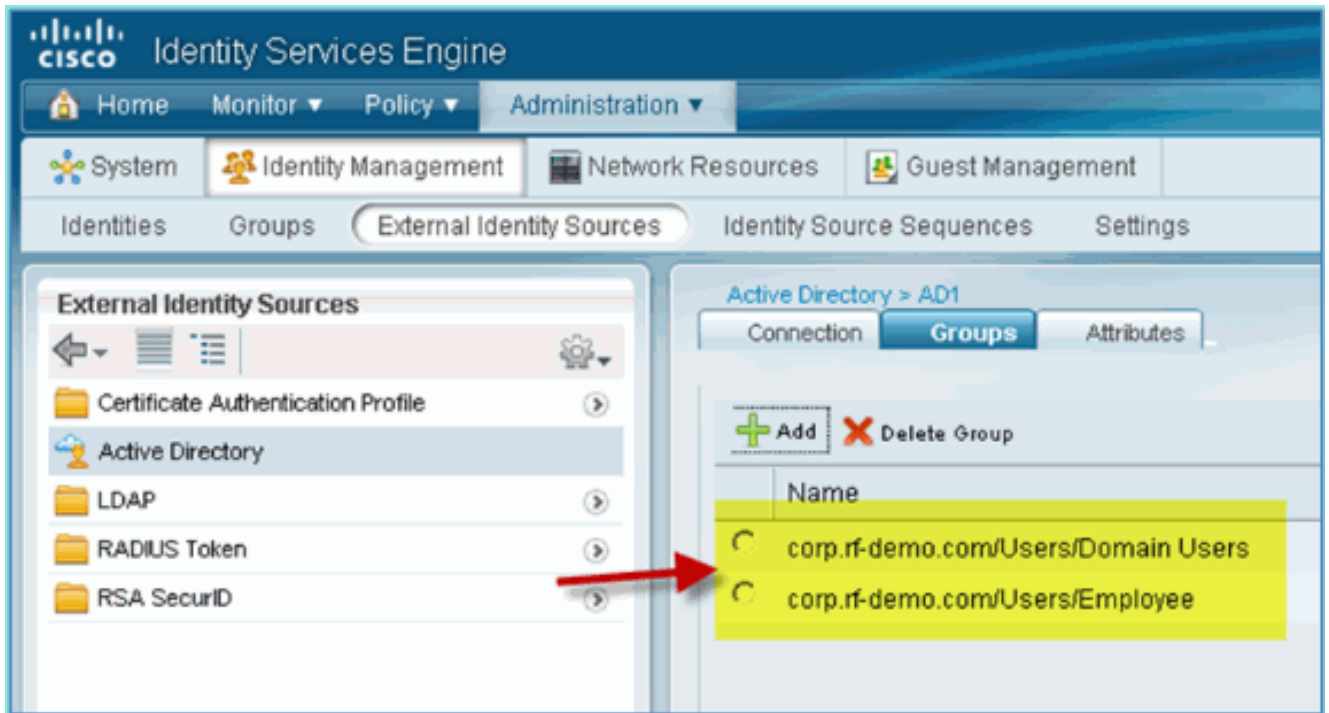 CISCO Identity Services Engine
Home Monitor Policy Administration
System Identity Management Network Resources Guest Management
Identities Groups External Identity Sources Identity Source Sequences Settings
External Identity Sources
Certificate Authentication Profile
Active Directory
LDAP
RADIUS Token
RSA SecurID
Active Directory > AD1
Connection Groups Attributes
Add Delete Group
Name
corp.rf-demo.com/Users/Domain Users
corp.rf-demo.com/Users/Employee